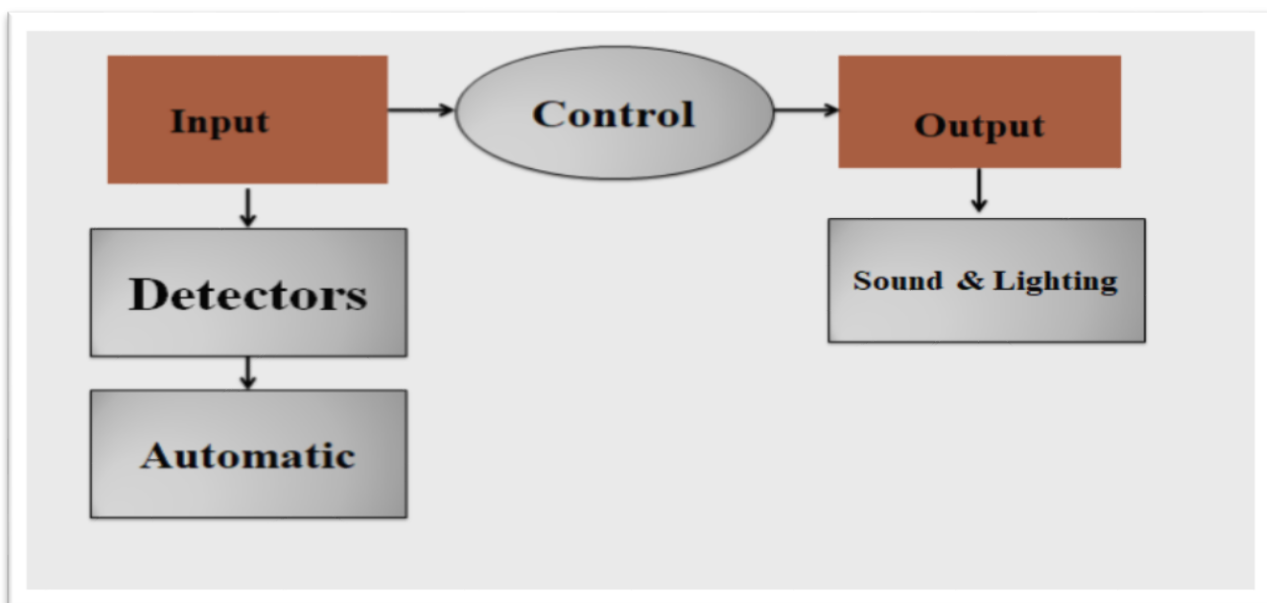 Input
Control
Output
Detectors
Sound & Lighting
Automatic